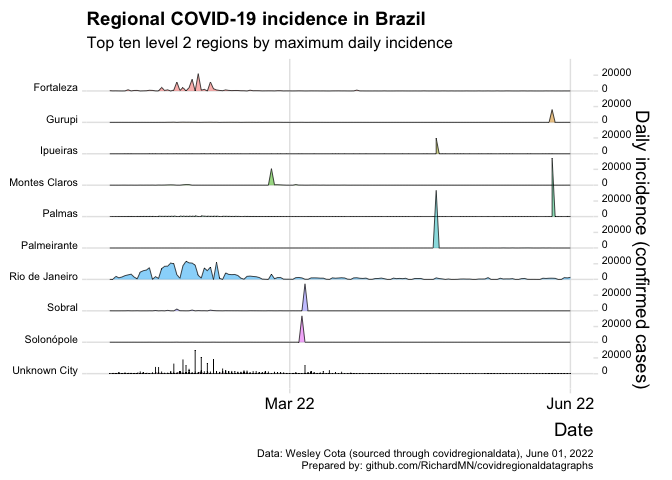 Regional COVID-19 incidence in Brazil
Top ten level 2 regions by maximum daily incidence
Fortaleza
20000
0
Gurupi
20000
0
Ipueiras
20000
0
Montes Claros
20000
0
Palmas
20000
0
Palmeirante
20000
0
Rio de Janeiro
20000
0
Sobral
20000
0
Solonópole
20000
0
Unknown City
20000
0
Daily incidence (confirmed cases)
Mar 22
Jun 22
Date
Data: Wesley Cota (sourced through covidregionaldata), June 01, 2022
Prepared by: github.com/RichardMN/covidregionaldatagraphs